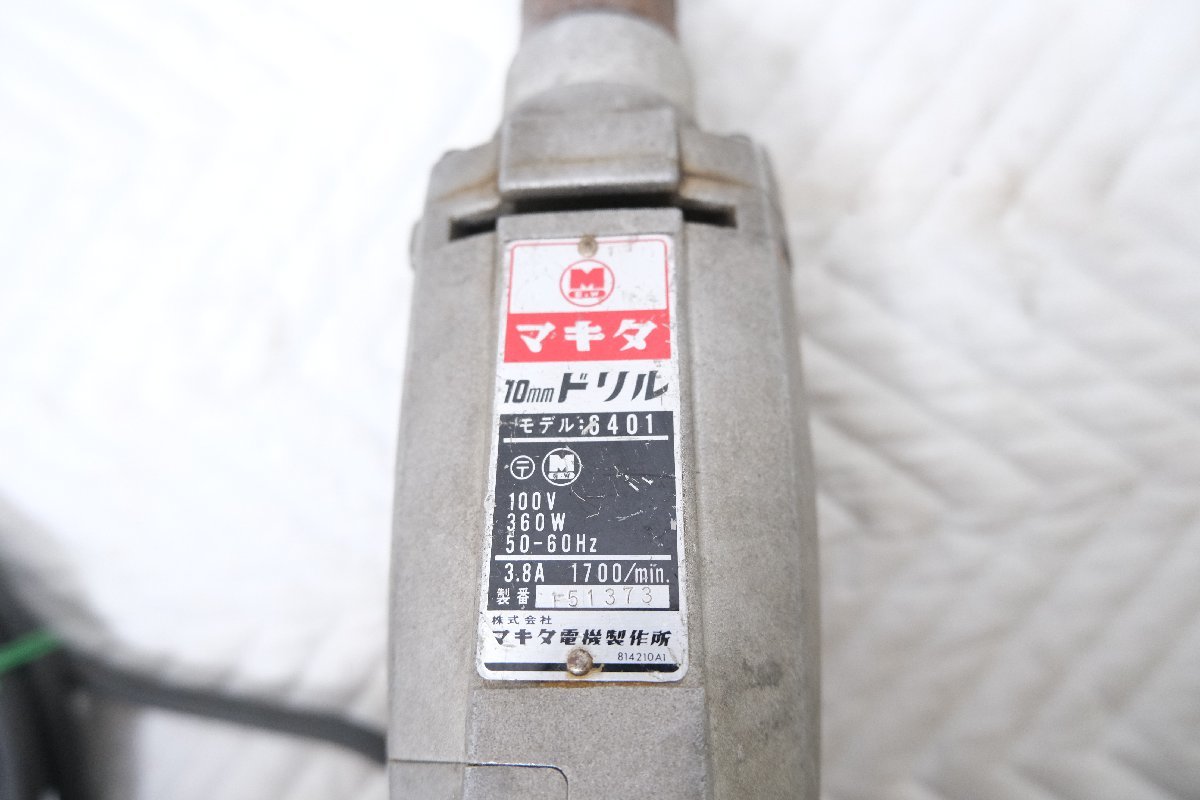 M
E.W
マキタ
10mm ドリル
モデル:6401
〒 M
E.W
100V
360W
50-60Hz
3.8A 1700/min.
製番 F51373
株式会社
マキタ電機製作所
814210A1